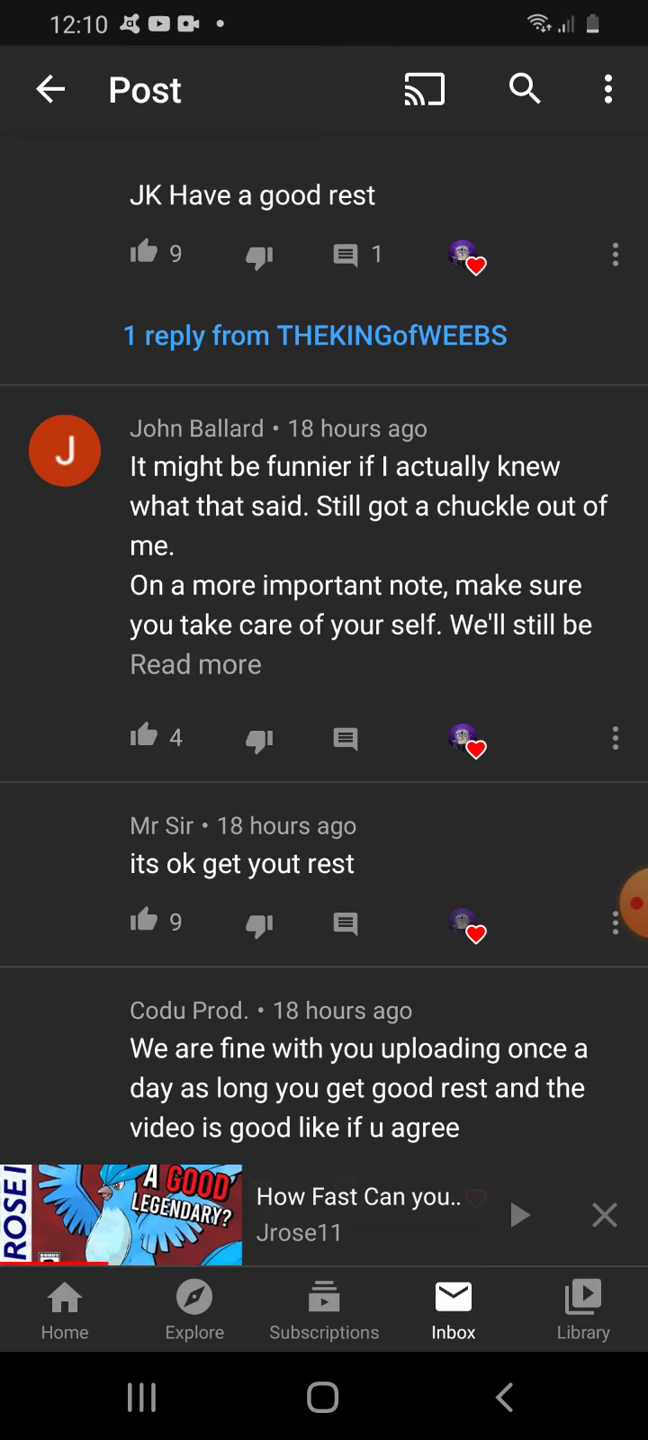 12:10
Post
JK Have a good rest
9
1
1 reply from THEKINGofWEEBS
J
John Ballard • 18 hours ago
It might be funnier if I actually knew
what that said. Still got a chuckle out of
me.
On a more important note, make sure
you take care of your self. We'll still be
Read more
4
Mr Sir • 18 hours ago
its ok get yout rest
9
Codu Prod. • 18 hours ago
We are fine with you uploading once a
day as long you get good rest and the
video is good like if u agree
ROSE
A GOOD
LEGENDARY?
How Fast Can you..
Jrose11
Home
Explore
Subscriptions
Inbox
Library